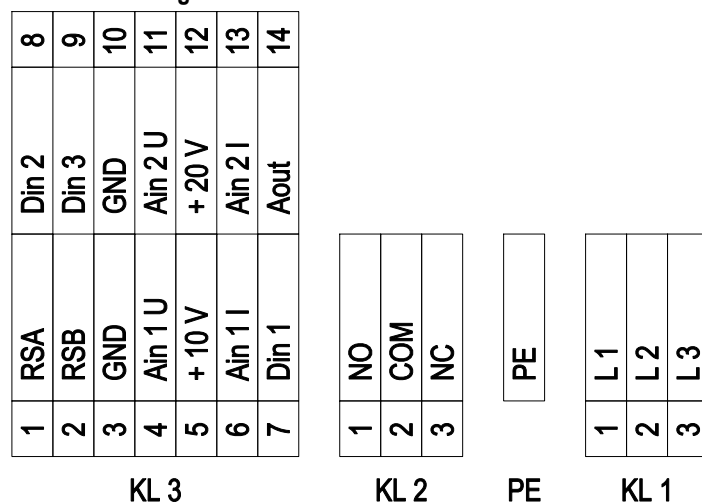 8 9 10 11 12 13 14
Din 2 Din 3 GND Ain 2 U + 20 V Ain 2 I Aout
RSA RSB GND Ain 1 U + 10 V Ain 1 I Din 1
1 2 3 4 5 6 7
KL 3
NO COM NC
1 2 3
KL 2
PE
PE
L 1 L 2 L 3
1 2 3
KL 1